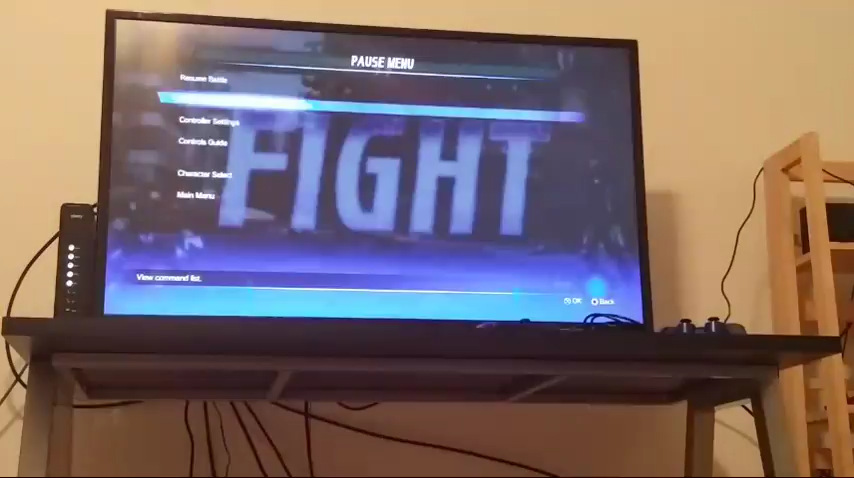 PAUSE MENU
Resume Battle
Controller Settings
Controls Guide
Character Select
Main Menu
FIGHT
View command list.
OK Back